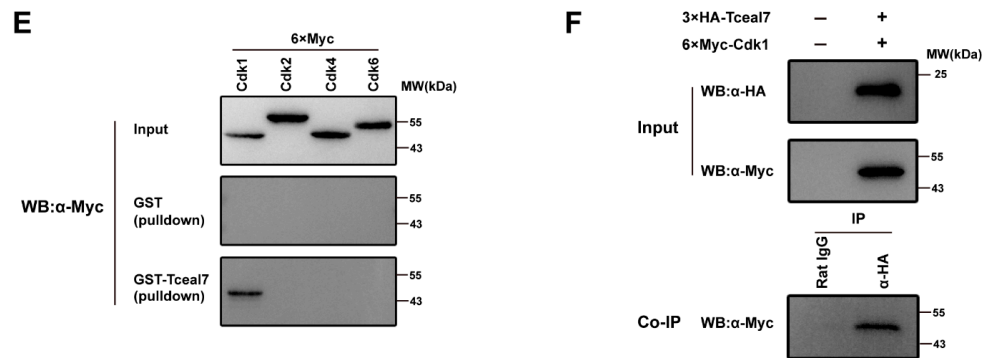 E
6×Myc
Cdk1 Cdk2 Cdk4 Cdk6 MW(kDa)
WB:α-Myc
Input
55
43
GST
(pulldown)
55
43
GST-Tceal7
(pulldown)
55
43
F
3×HA-Tceal7 – +
6×Myc-Cdk1 – +
MW(kDa)
Input
WB:α-HA
25
WB:α-Myc
55
43
IP
Rat IgG α-HA
Co-IP WB:α-Myc
55
43